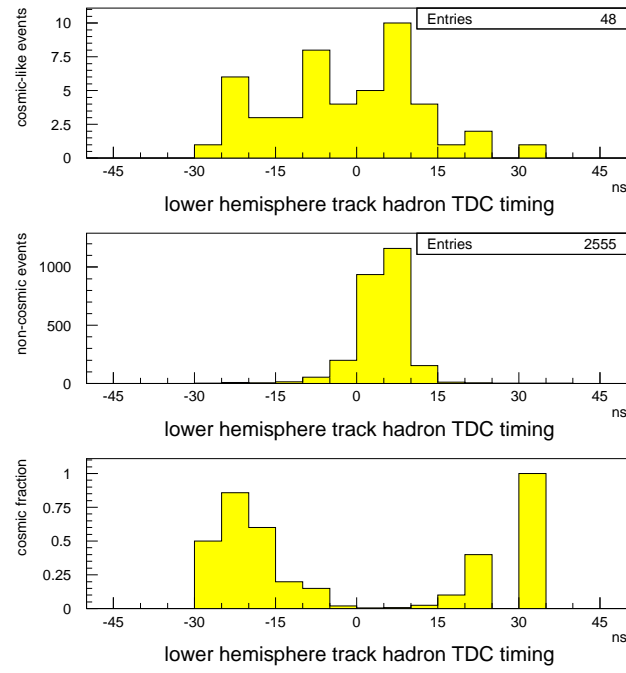 cosmic-like events
Entries 48
10
7.5
5
2.5
0
-45 -30 -15 0 15 30 45
ns
lower hemisphere track hadron TDC timing
non-cosmic events
Entries 2555
1000
500
0
-45 -30 -15 0 15 30 45
ns
lower hemisphere track hadron TDC timing
cosmic fraction
1
0.75
0.5
0.25
0
-45 -30 -15 0 15 30 45
ns
lower hemisphere track hadron TDC timing